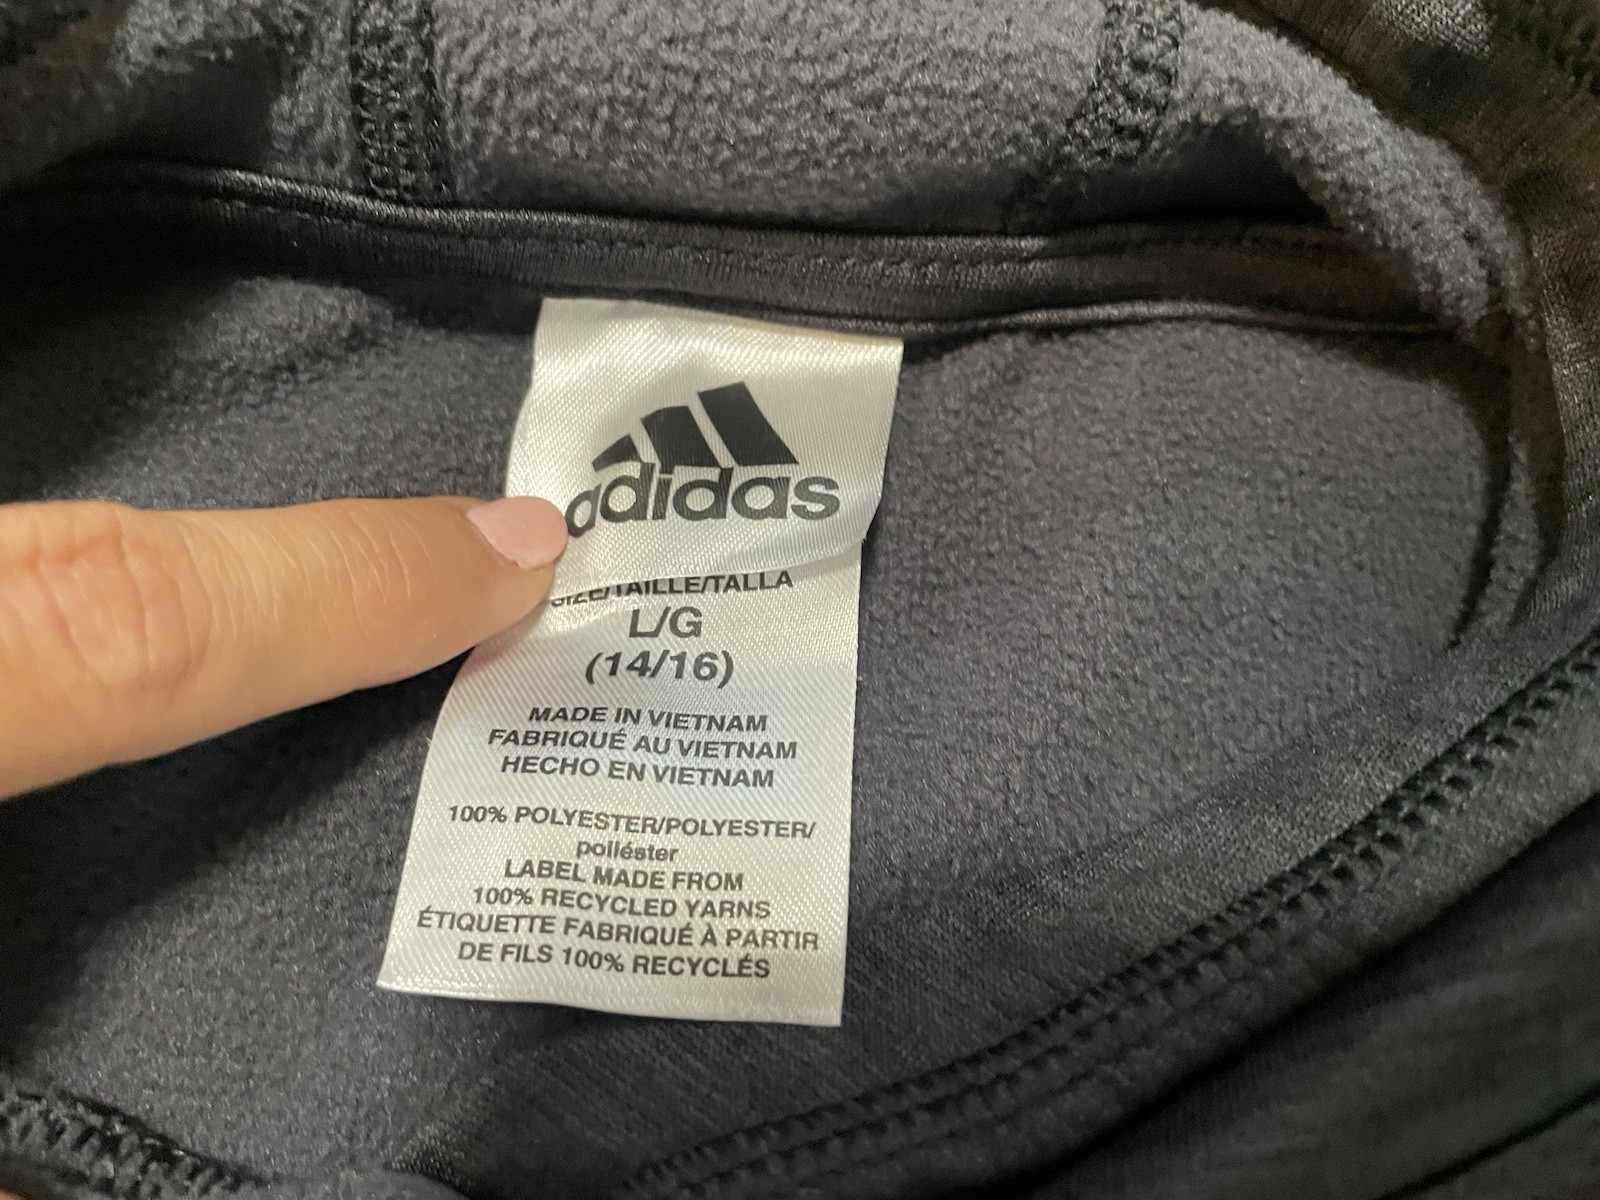 adidas
SIZE/TAILLE/TALLA
L/G
(14/16)
MADE IN VIETNAM
FABRIQUÉ AU VIETNAM
HECHO EN VIETNAM
100% POLYESTER/POLYESTER/
poliéster
LABEL MADE FROM
100% RECYCLED YARNS
ÉTIQUETTE FABRIQUÉ À PARTIR
DE FILS 100% RECYCLÉS